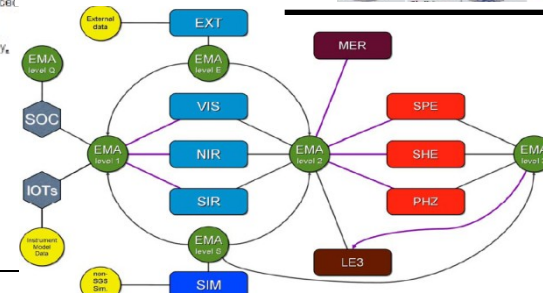 External
data
EXT
MER
EMA
level Q
EMA
level E
SOC
VIS
SPE
EMA
level 1
NIR
EMA
level 2
SHE
EMA
IOTs
SIR
PHZ
Instrument
Model
Data
EMA
level S
LE3
non-
SGS
Sim.
SIM